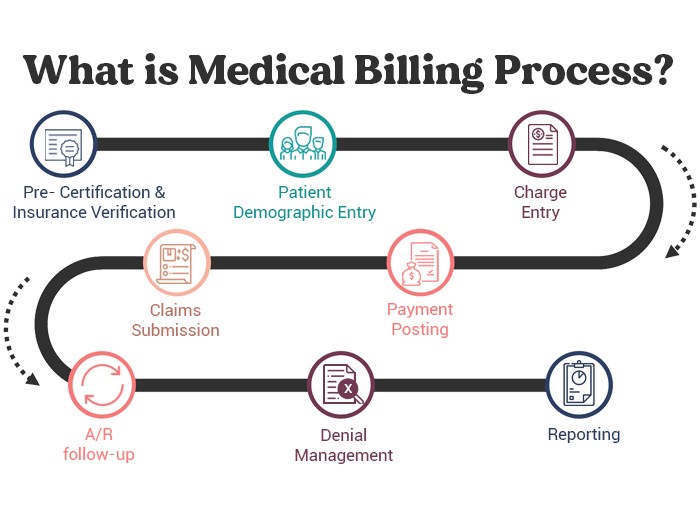 What is Medical Billing Process?
Pre- Certification &
Insurance Verification
Patient
Demographic Entry
Charge
Entry
Claims
Submission
Payment
Posting
A/R
follow-up
Denial
Management
Reporting